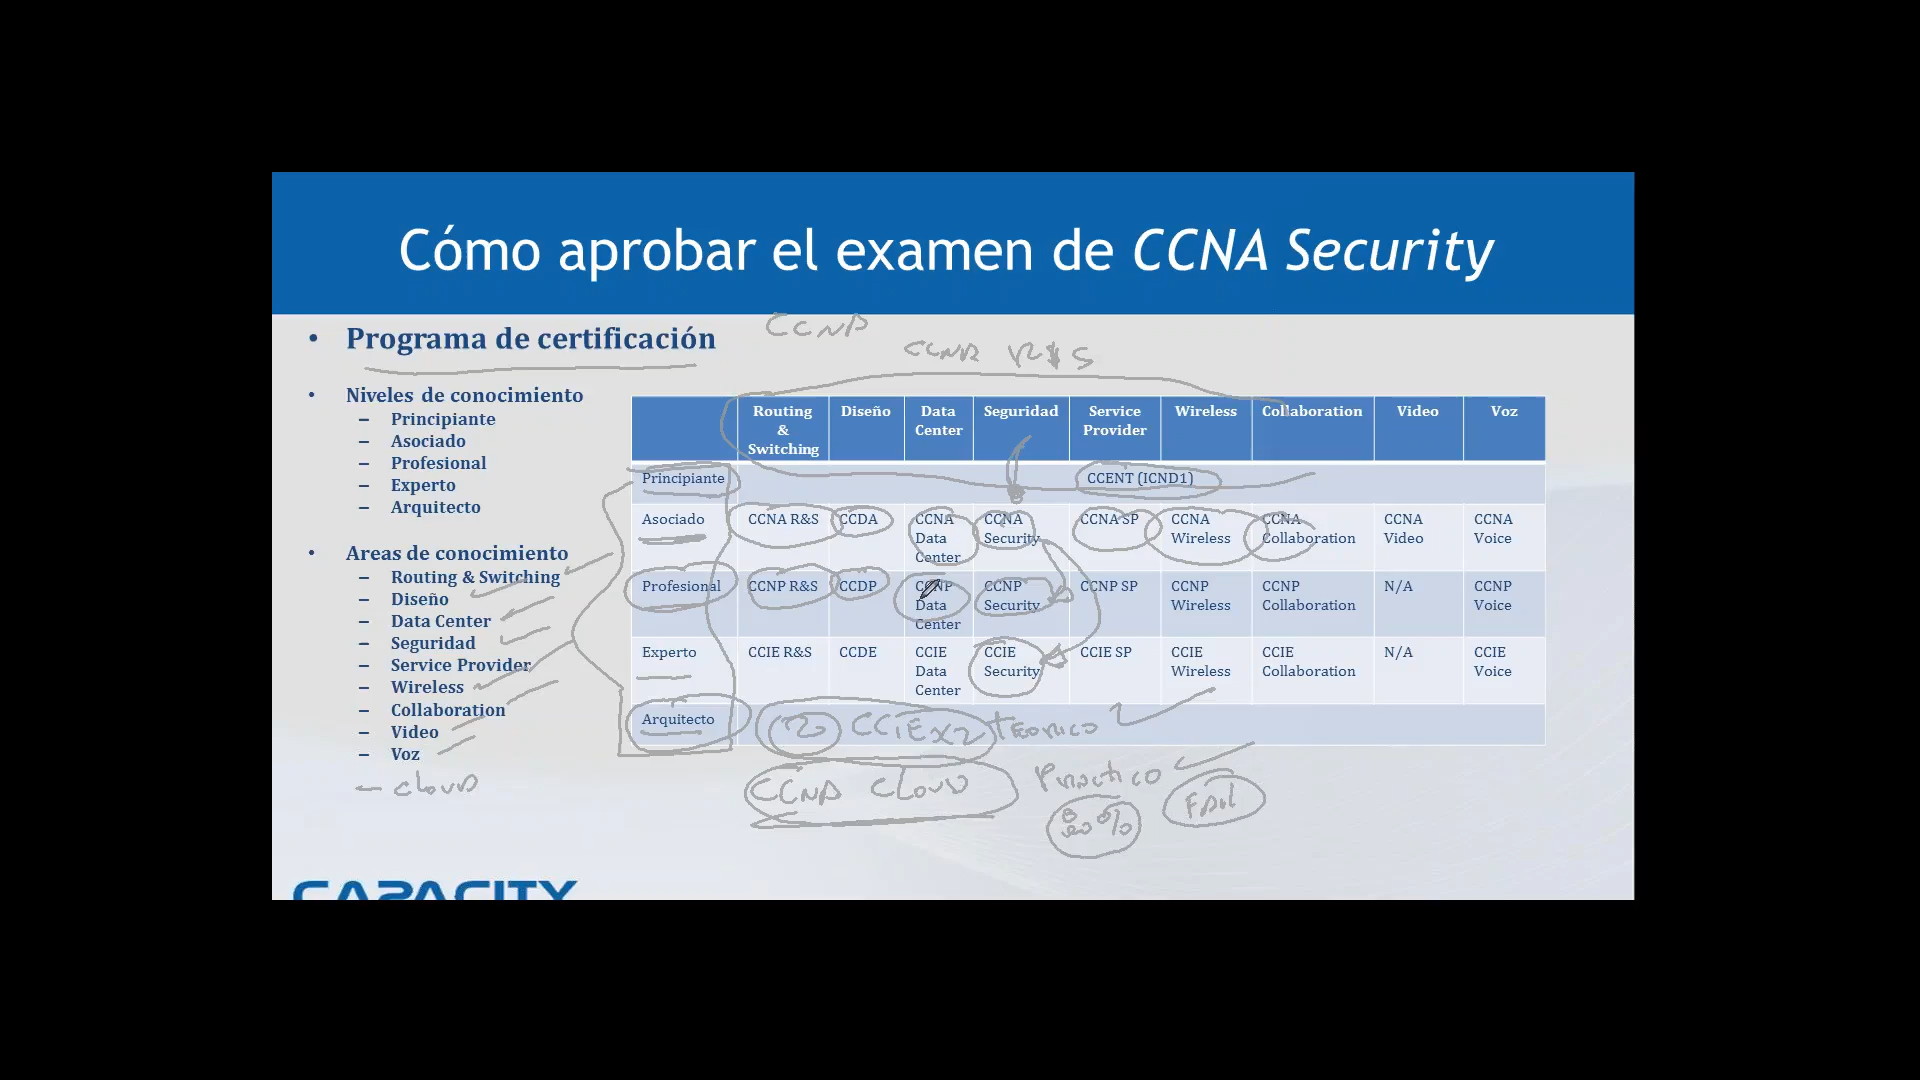 Cómo aprobar el examen de CCNA Security
• Programa de certificación
CCNA
CCNA R&S
• Niveles de conocimiento
– Principiante
– Asociado
– Profesional
– Experto
– Arquitecto
• Areas de conocimiento
– Routing & Switching
– Diseño
– Data Center
– Seguridad
– Service Provider
– Wireless
– Collaboration
– Video
– Voz
– Cloud
Routing & Switching Diseño Data Center Seguridad Service Provider Wireless Collaboration Video Voz
Principiante CCENT (ICND1)
Asociado CCNA R&S CCDA CCNA Data Center CCNA Security CCNA SP CCNA Wireless CCNA Collaboration CCNA Video CCNA Voice
Profesional CCNP R&S CCDP CCNP Data Center CCNP Security CCNP SP CCNP Wireless CCNP Collaboration N/A CCNP Voice
Experto CCIE R&S CCDE CCIE Data Center CCIE Security CCIE SP CCIE Wireless CCIE Collaboration N/A CCIE Voice
Arquitecto
CCIEx2 Teorico
CCNA Cloud Practico
CAPACITY